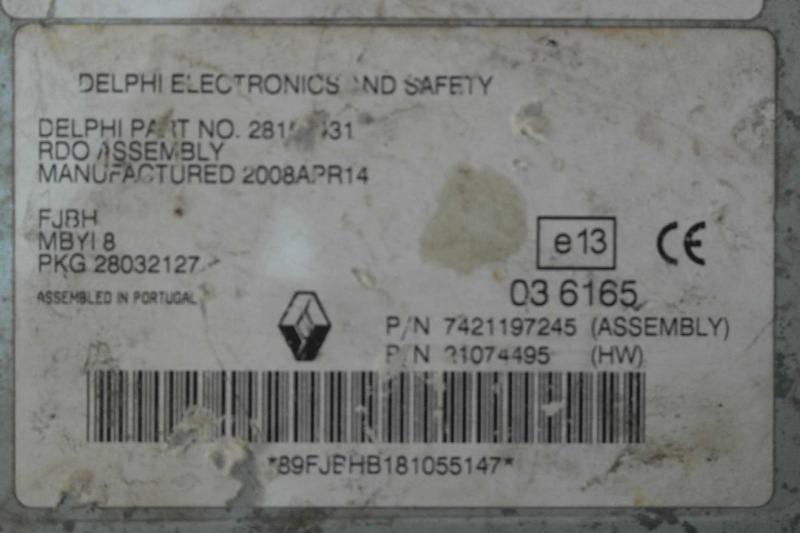 DELPHI ELECTRONICS AND SAFETY
DELPHI PART NO.
RDO ASSEMBLY
MANUFACTURED 2008APR14
FJBH
MBYI 8
PKG 28032127
ASSEMBLED IN PORTUGAL
e13
CE
03 6165
P/N 7421197245 (ASSEMBLY)
P/N 21074495 (HW)
*89FJBHB181055147*